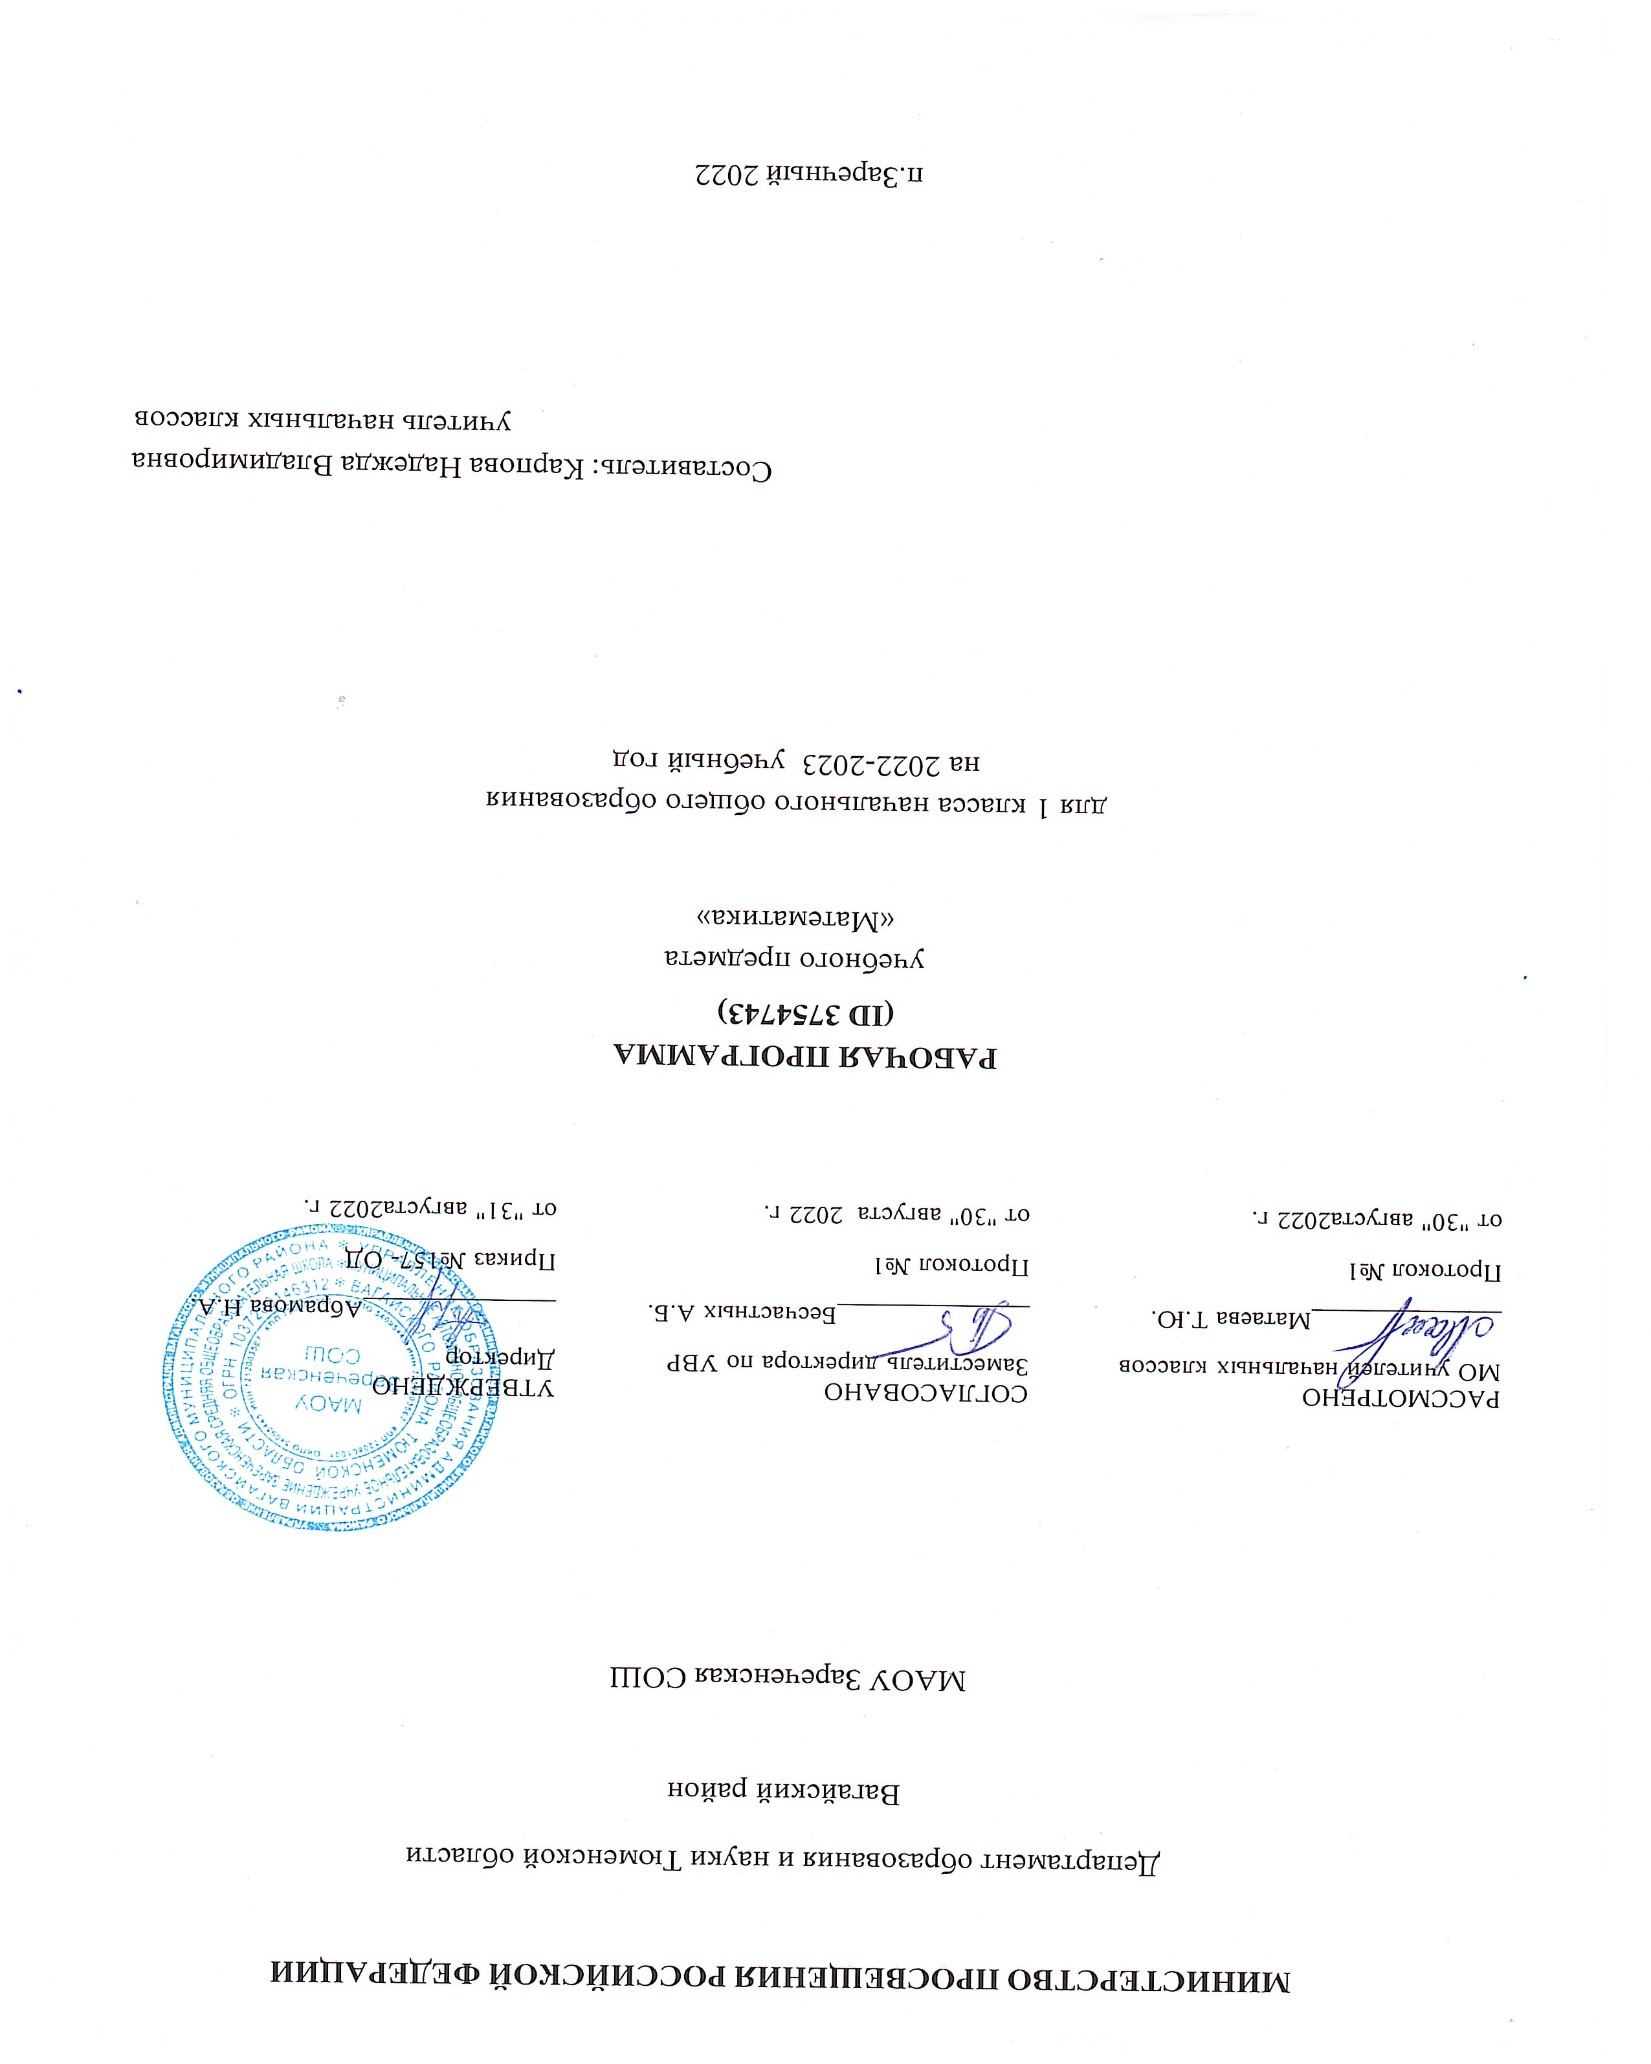 МИНИСТЕРСТВО ПРОСВЕЩЕНИЯ РОССИЙСКОЙ ФЕДЕРАЦИИ
Департамент образования и науки Тюменской области
Вагайский район
МАОУ Зареченская СОШ
РАССМОТРЕНО
МО учителей начальных классов
Матаева Т.Ю.
Протокол №1
от "30" августа2022 г.
СОГЛАСОВАНО
Заместитель директора по УВР
Бесчастных А.Б.
Протокол №1
от "30" августа 2022 г.
УТВЕРЖДЕНО
Директор
Абрамова Н.А.
Приказ №157- ОД
от "31" августа2022 г.
МАОУ
Зареченская
СОШ
РАБОЧАЯ ПРОГРАММА
(ID 3754743)
учебного предмета
«Математика»
для 1 класса начального общего образования
на 2022-2023 учебный год
Составитель: Карпова Надежда Владимировна
учитель начальных классов
п.Заречный 2022